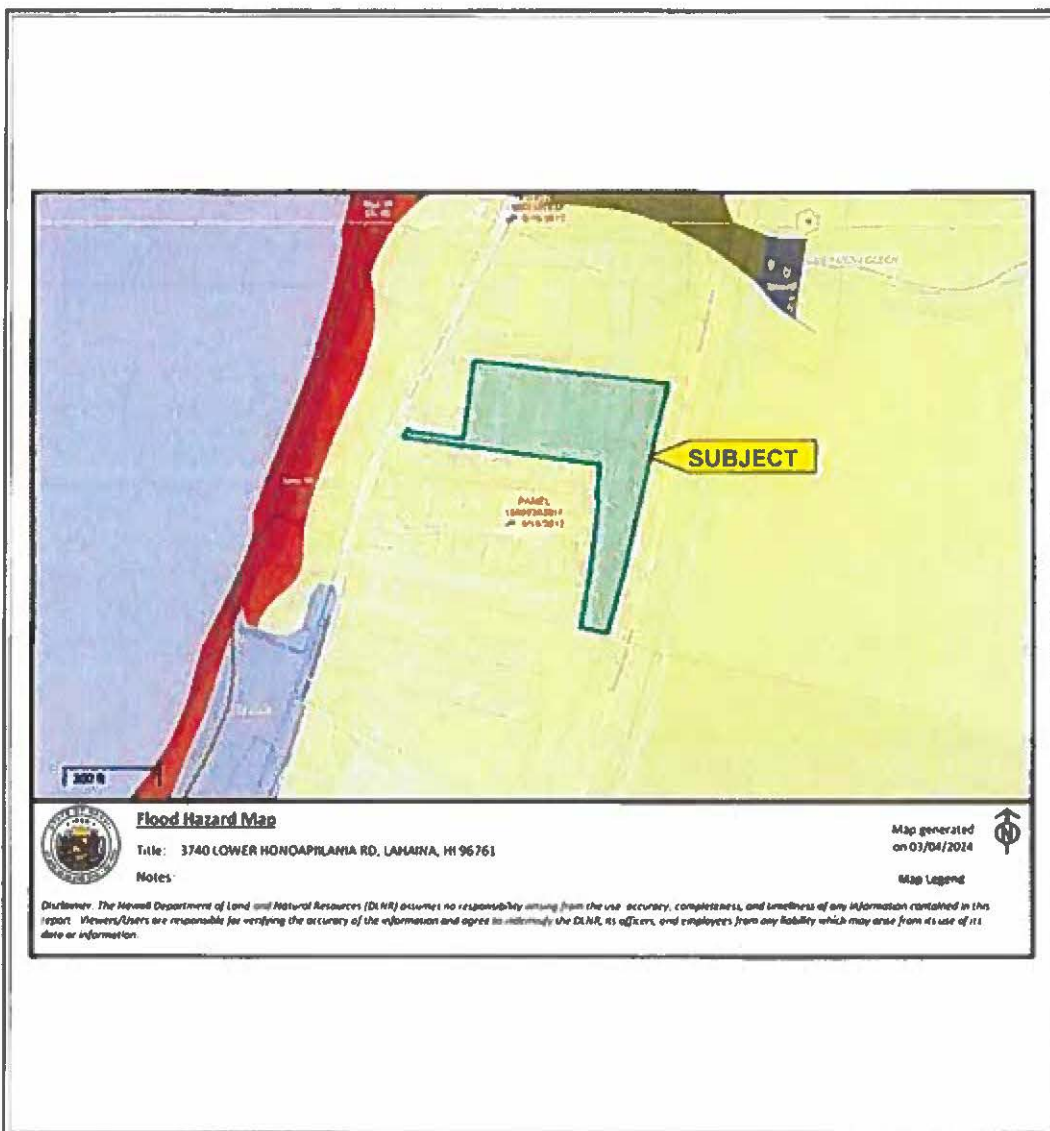 SUBJECT
PANEL
Flood Hazard Map
Title: 3740 LOWER HONOAPIILANIA RD, LAHAINA, HI 96761
Notes
Map generated
on 03/04/2024
N
Map Legend
Disclaimer: The Hawaii Department of Land and Natural Resources (DLNR) assumes no responsibility arising from the use accuracy, completeness, and timeliness of any information contained in this
report Viewers/Users are responsible for verifying the accuracy of the information and agree to indemnify the DLNR, its officers, and employees from any liability which may arise from its use of its
data or information